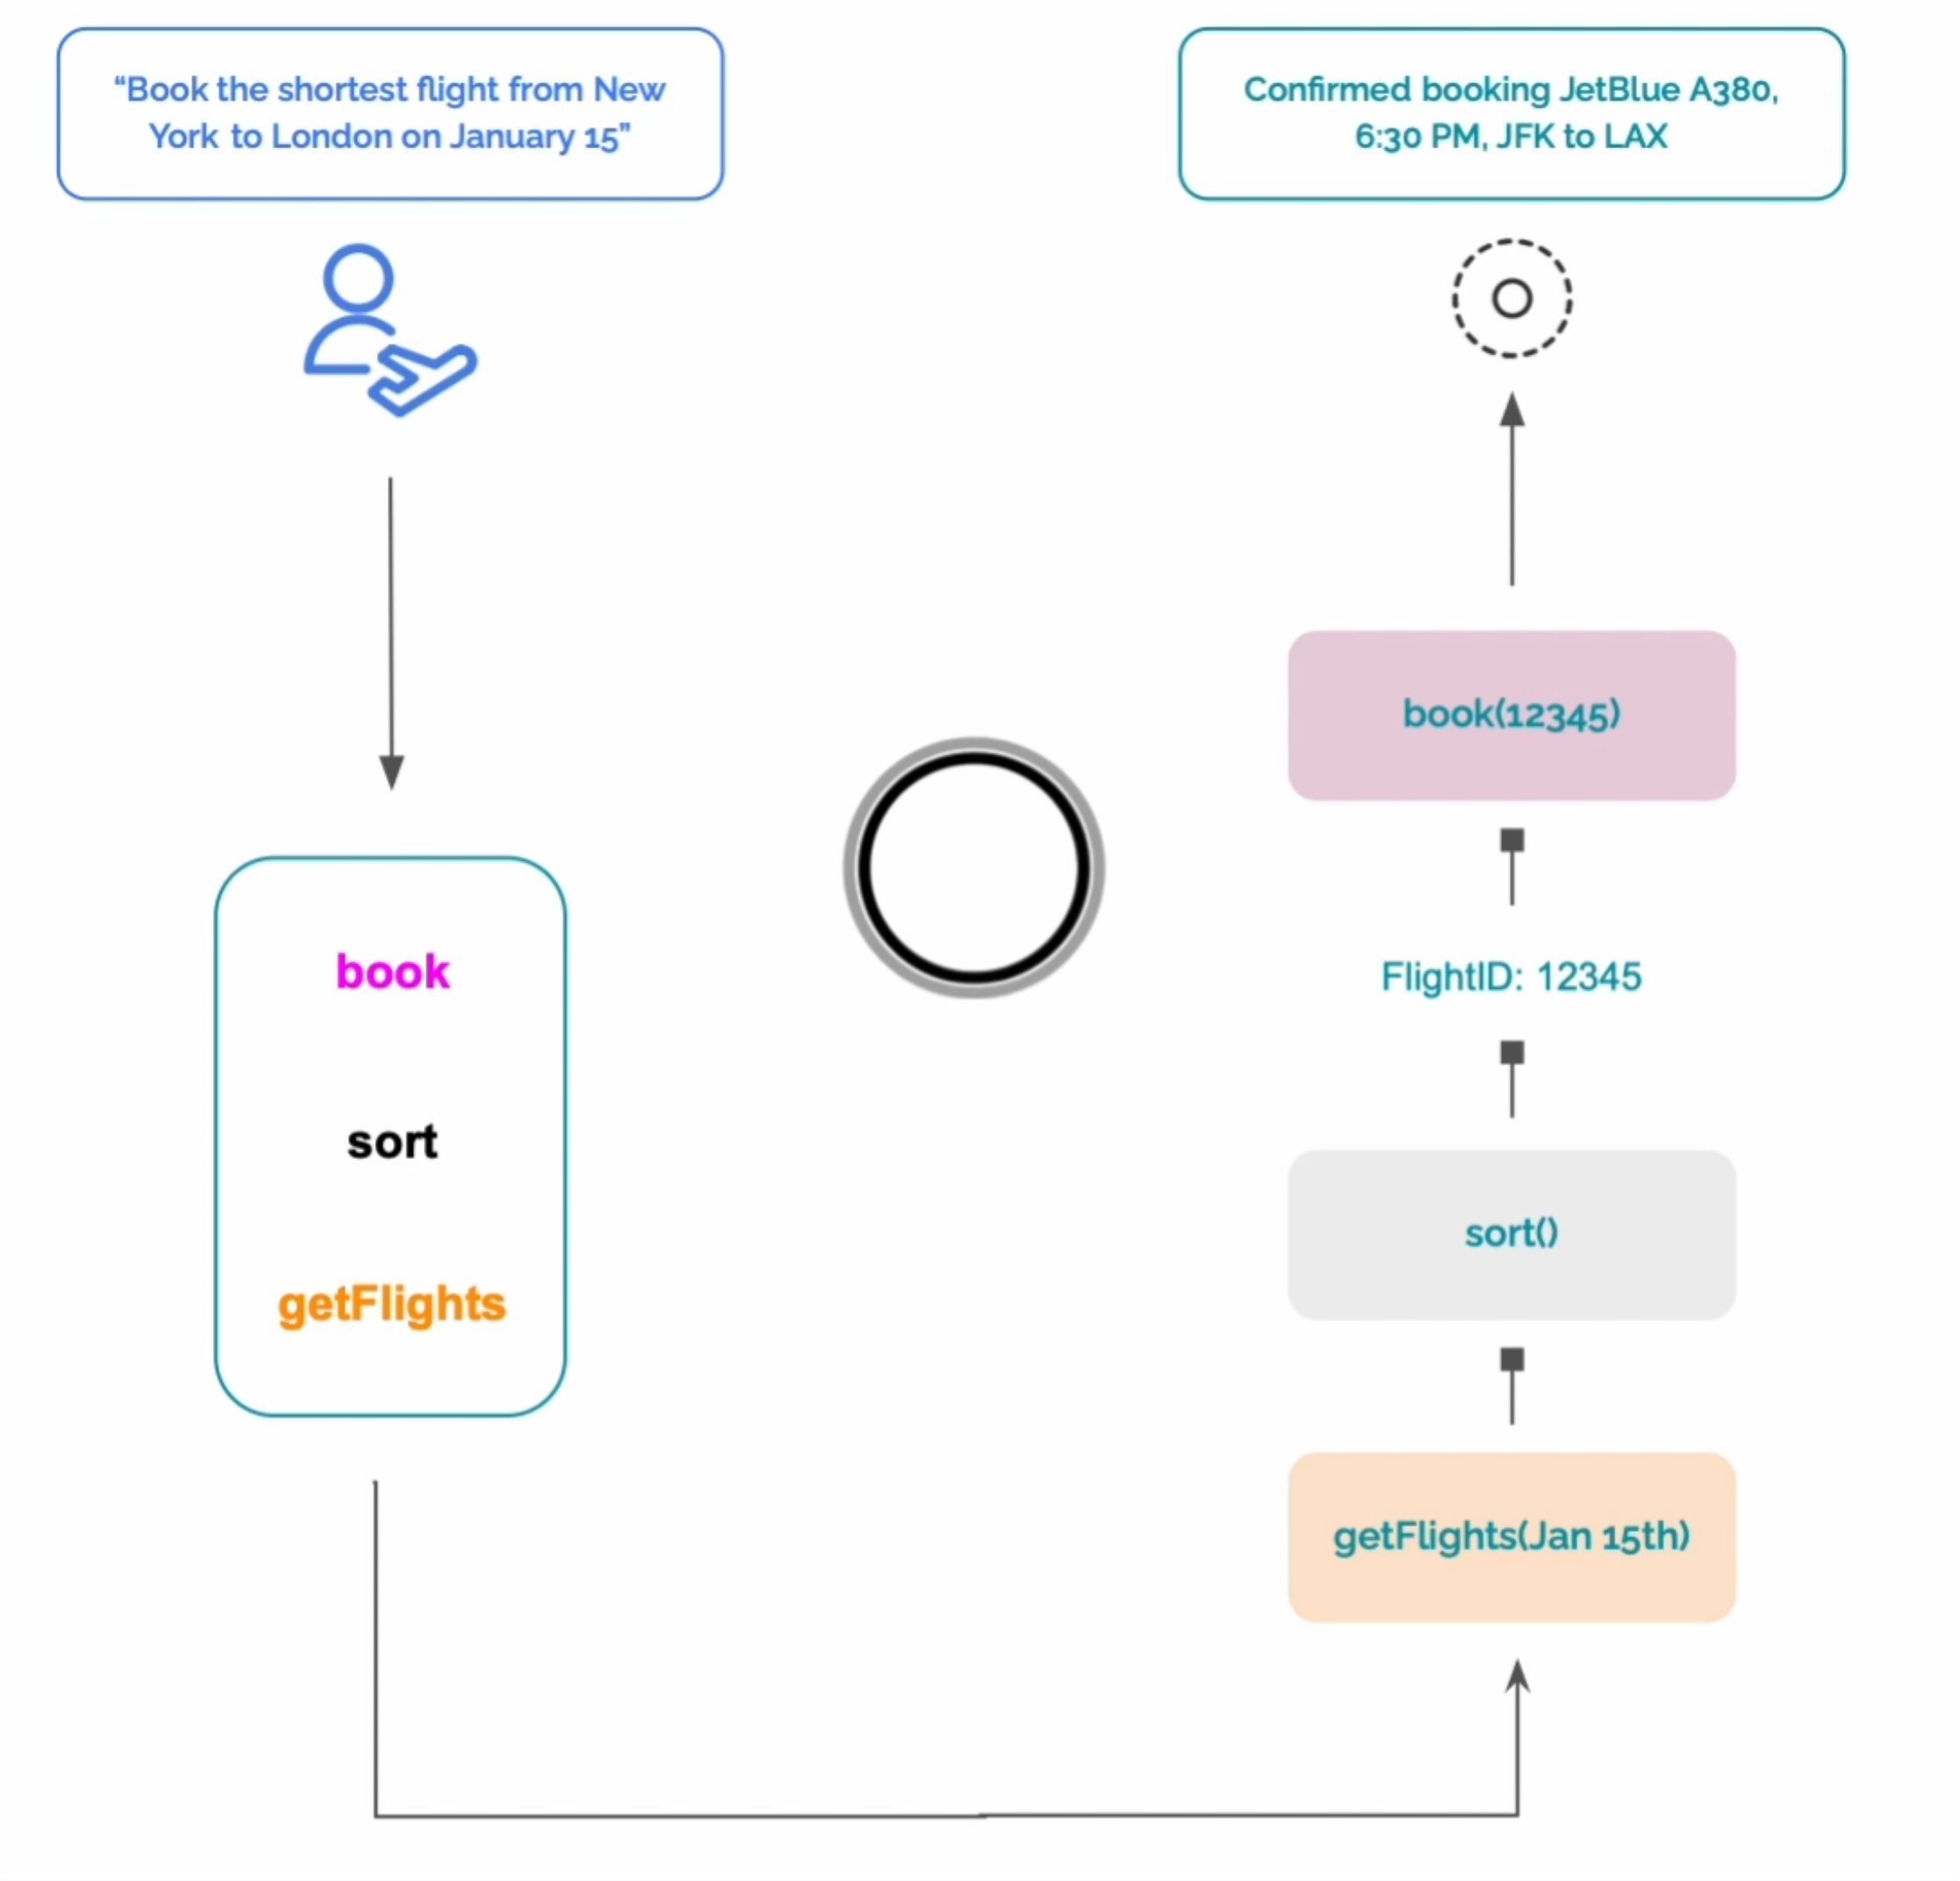 “Book the shortest flight from New
York to London on January 15”
Confirmed booking JetBlue A380,
6:30 PM, JFK to LAX
book
sort
getFlights
book(12345)
FlightID: 12345
sort()
getFlights(Jan 15th)